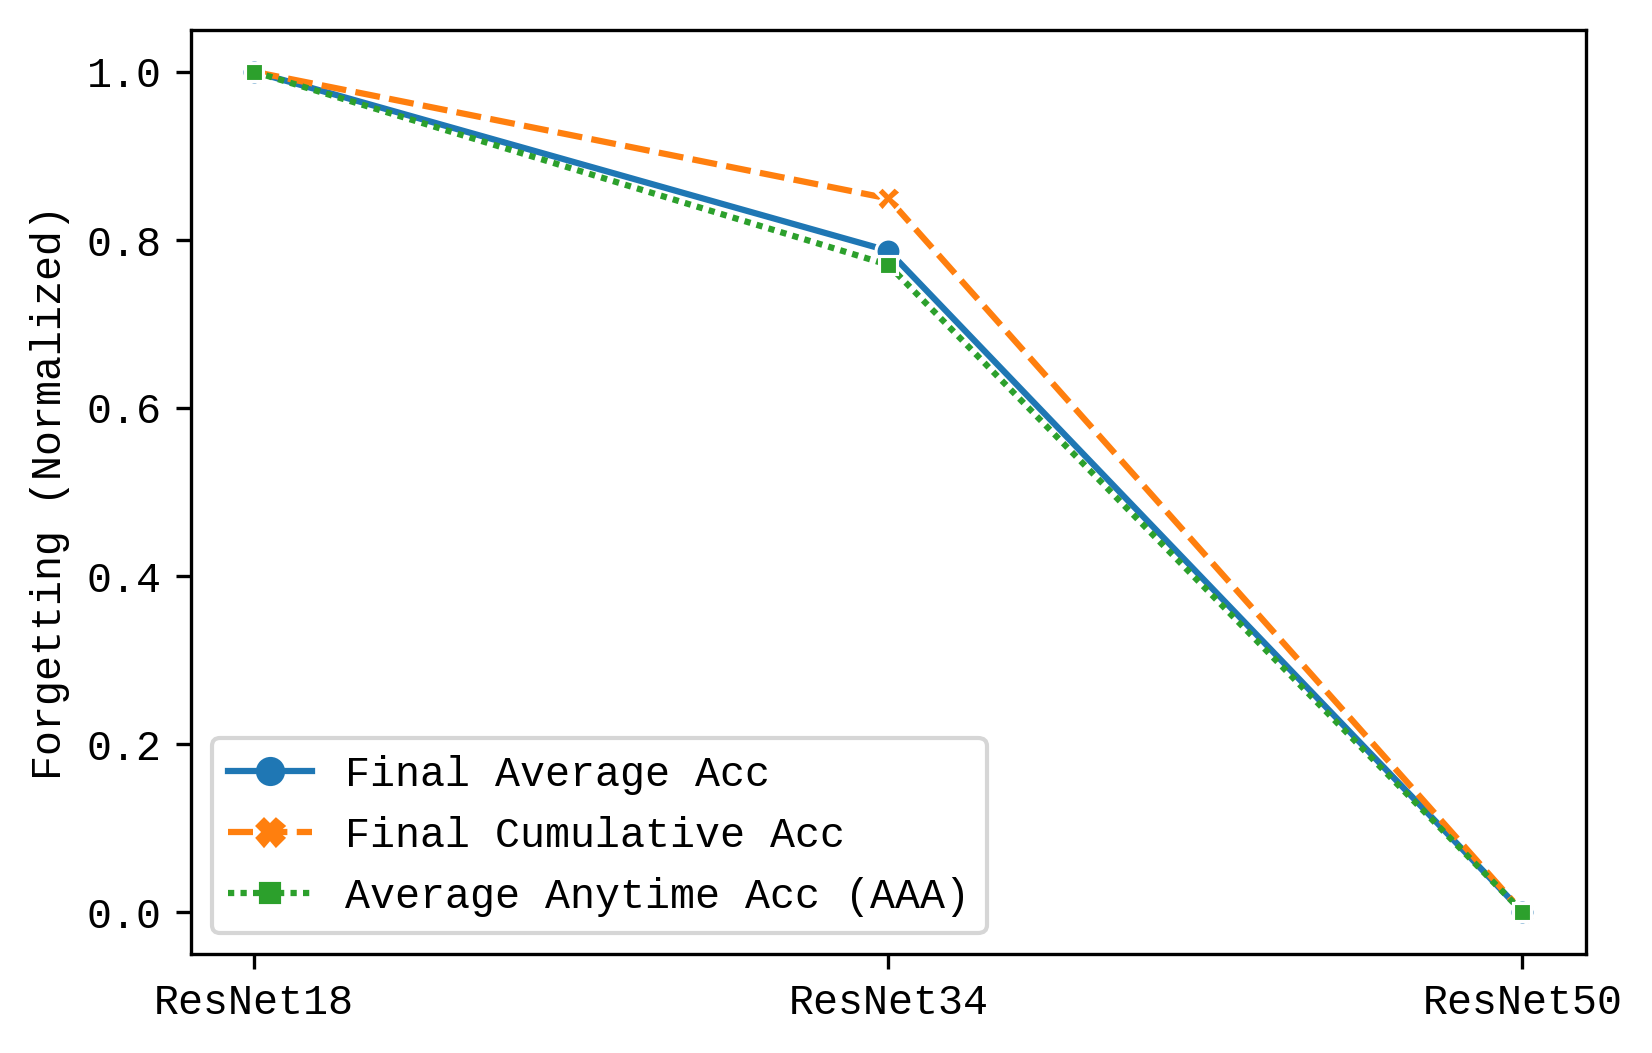 Forgetting (Normalized)
1.0
0.8
0.6
0.4
0.2
0.0
Final Average Acc
Final Cumulative Acc
Average Anytime Acc (AAA)
ResNet18
ResNet34
ResNet50